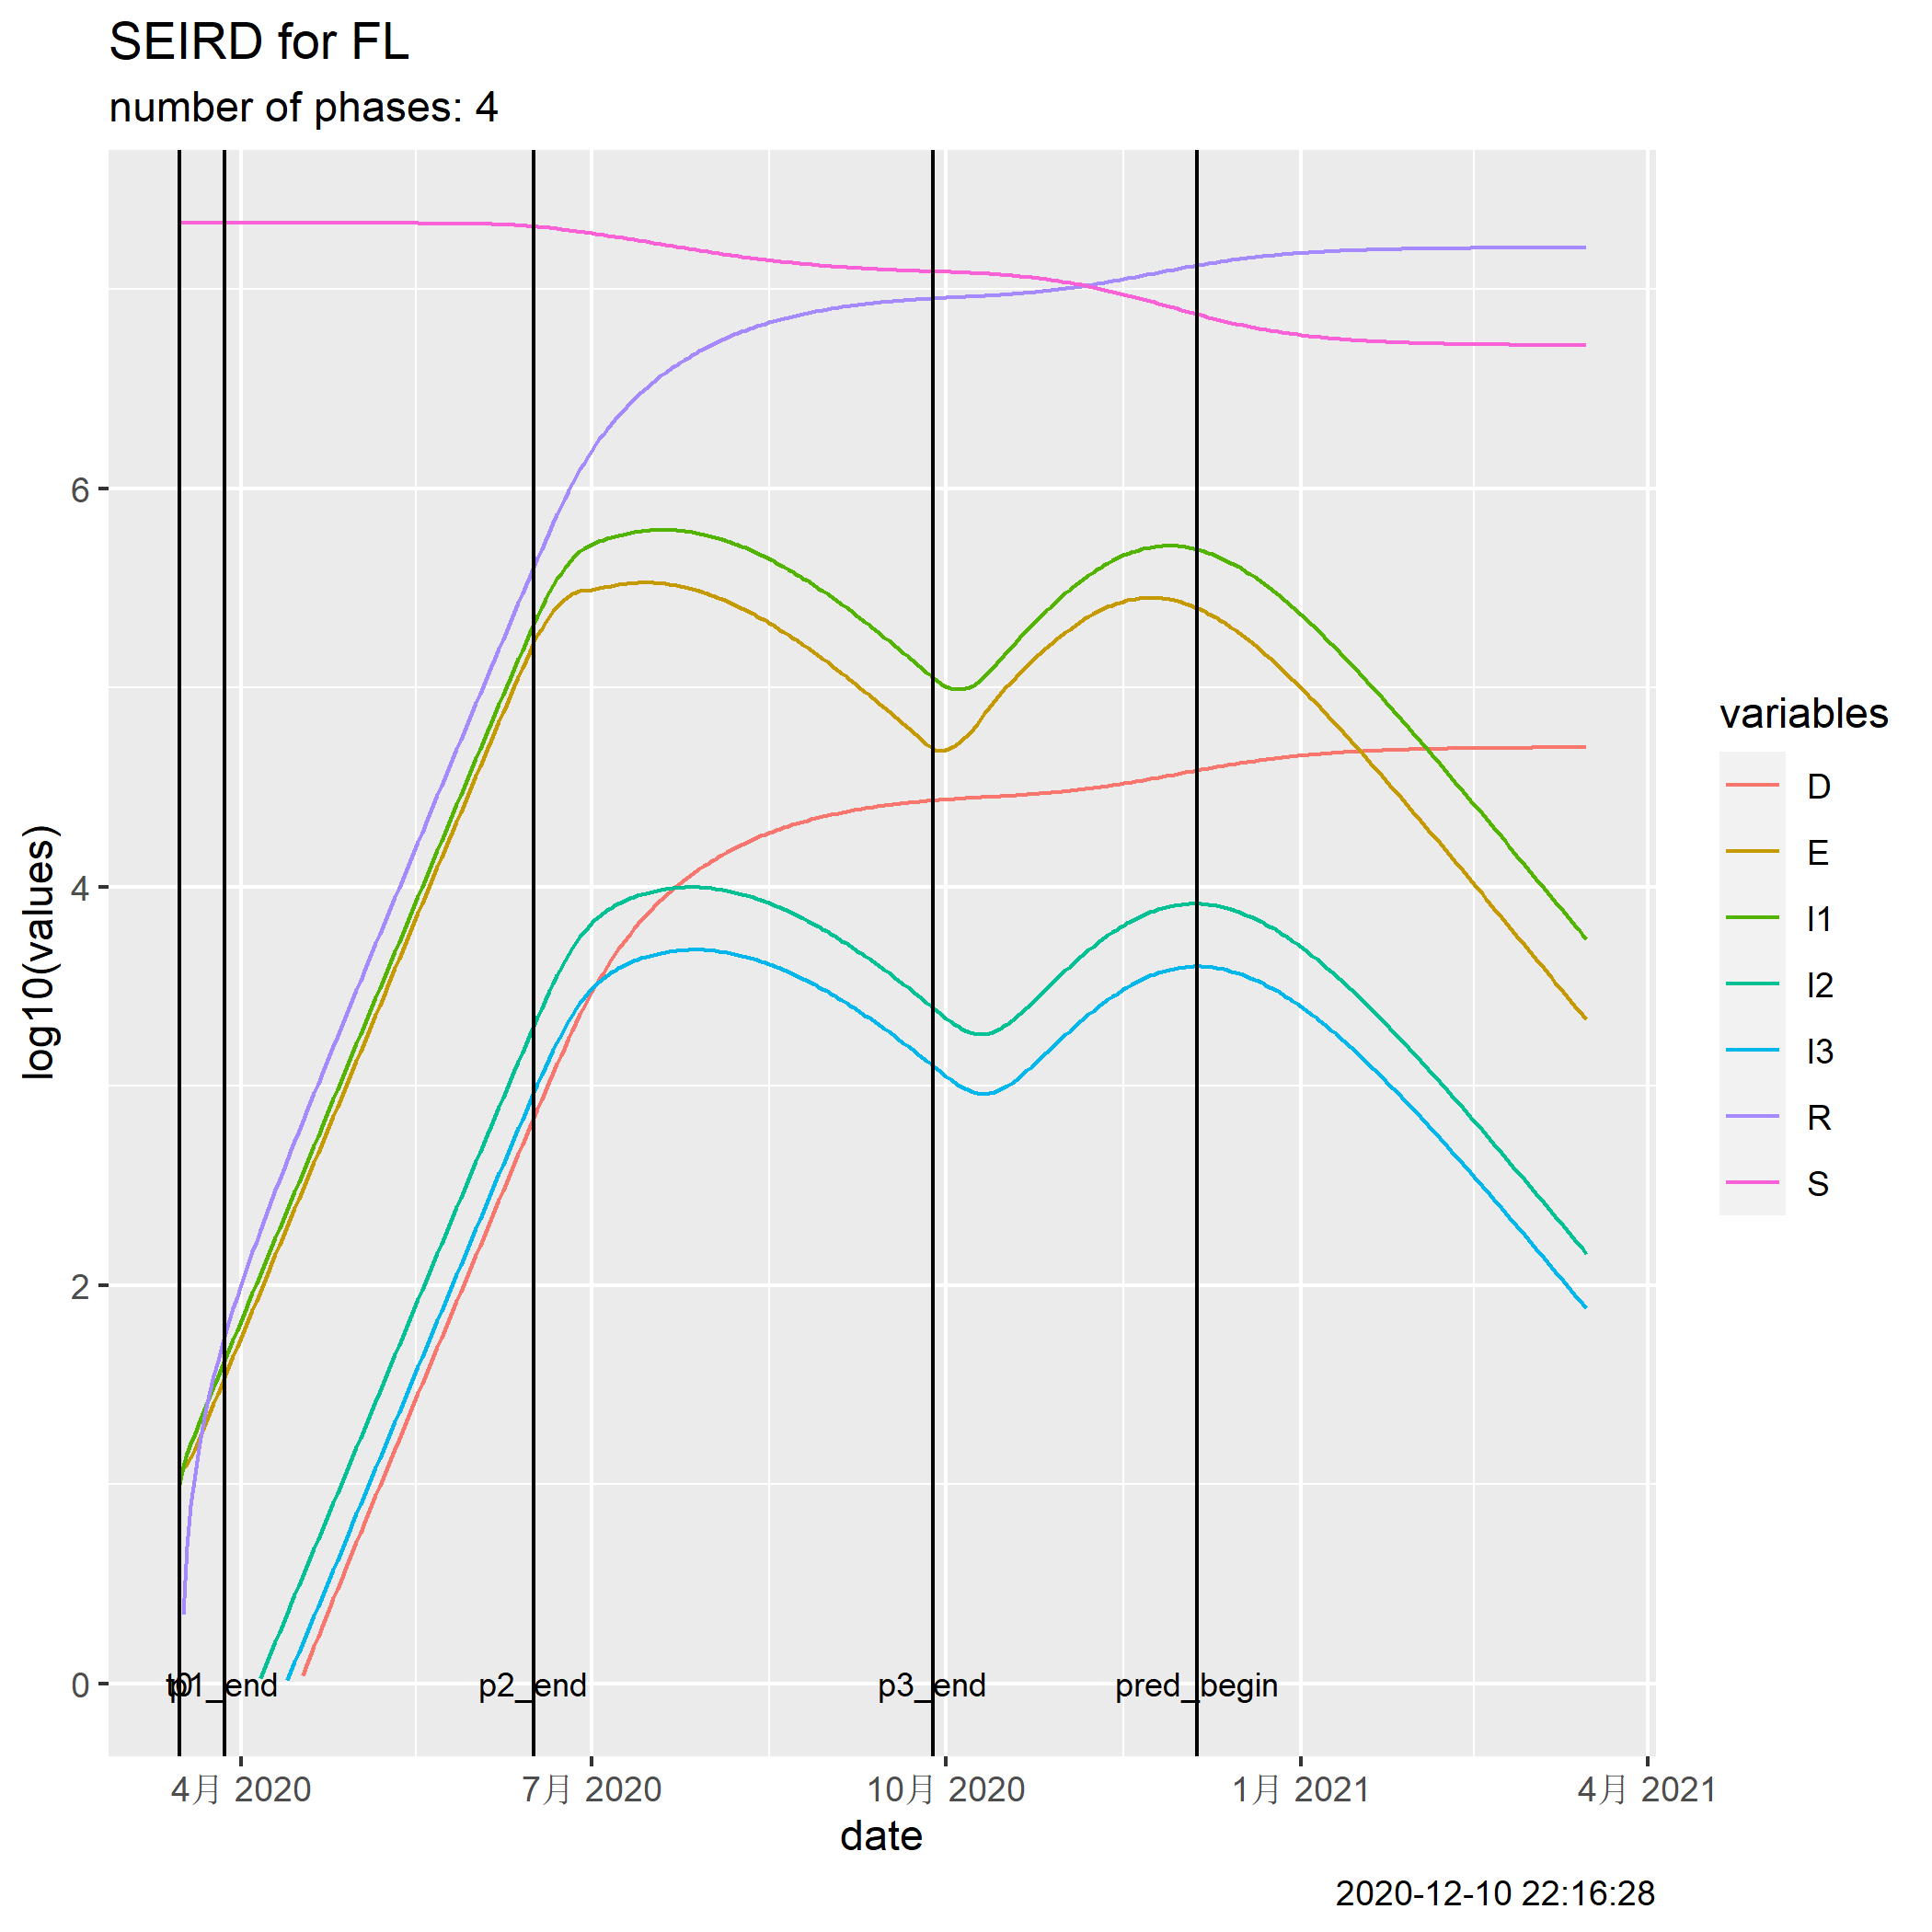 SEIRD for FL
number of phases: 4
log10(values)
6
4
2
0
t0
p1_end
p2_end
p3_end
pred_begin
4月 2020
7月 2020
10月 2020
1月 2021
4月 2021
date
variables
D
E
I1
I2
I3
R
S
2020-12-10 22:16:28